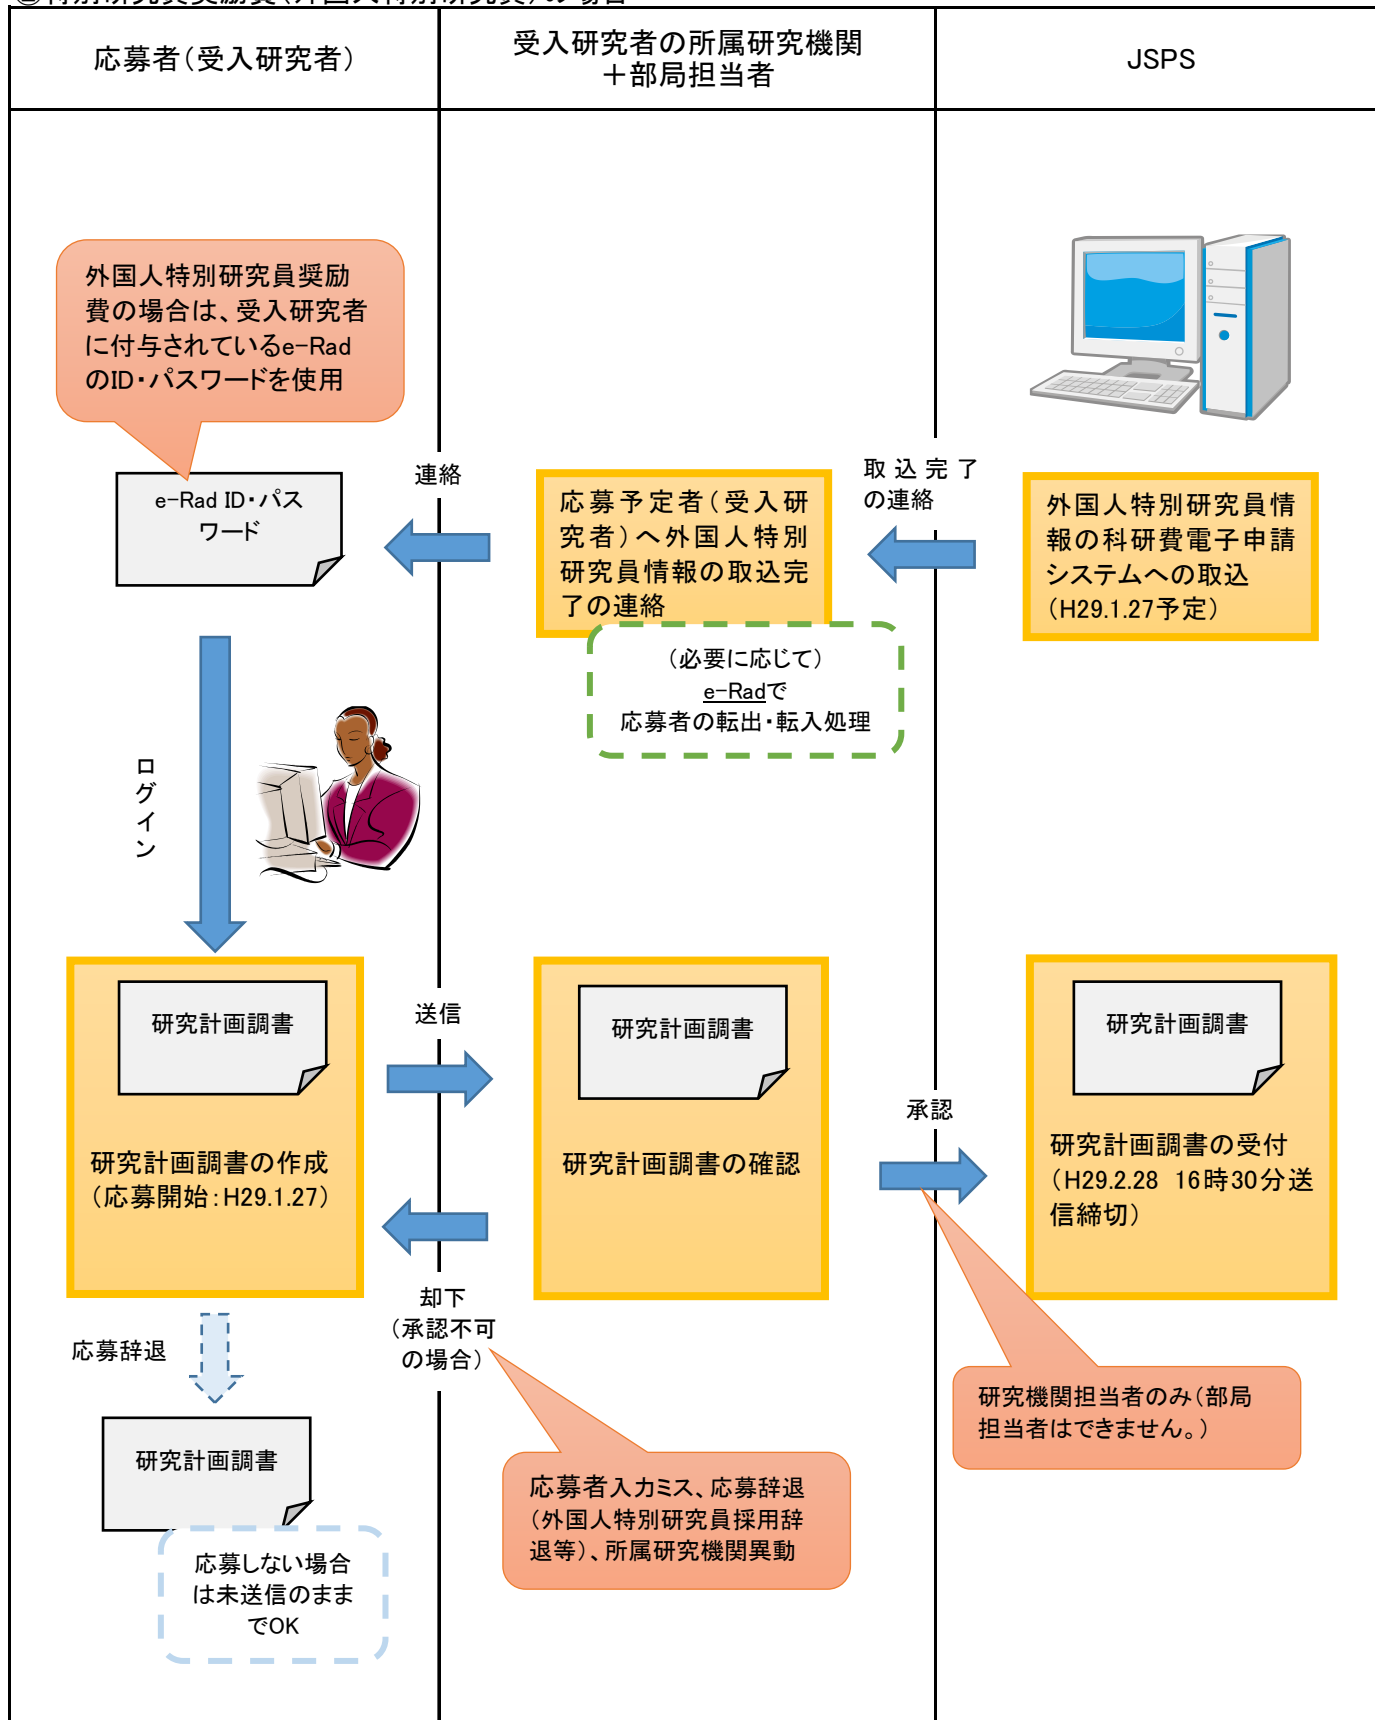 応募者（受入研究者）
受入研究者の所属研究機関
＋部局担当者
JSPS
外国人特別研究員奨励
費の場合は、受入研究者
に付与されているe-Rad
のID・パスワードを使用
e-Rad ID・パス
ワード
連絡
応募予定者（受入研
究者）へ外国人特別
研究員情報の取込完
了の連絡
取込完了
の連絡
外国人特別研究員情
報の科研費電子申請
システムへの取込
（H29.1.27予定）
（必要に応じて）
e-Radで
応募者の転出・転入処理
ログイン
研究計画調書
研究計画調書の作成
（応募開始：H29.1.27）
送信
研究計画調書
研究計画調書の確認
承認
研究計画調書
研究計画調書の受付
（H29.2.28 16時30分送
信締切）
却下
（承認不可
の場合）
応募辞退
研究計画調書
応募しない場合
は未送信のまま
でOK
応募者入力ミス、応募辞退
（外国人特別研究員採用辞
退等）、所属研究機関異動
研究機関担当者のみ（部局
担当者はできません。）